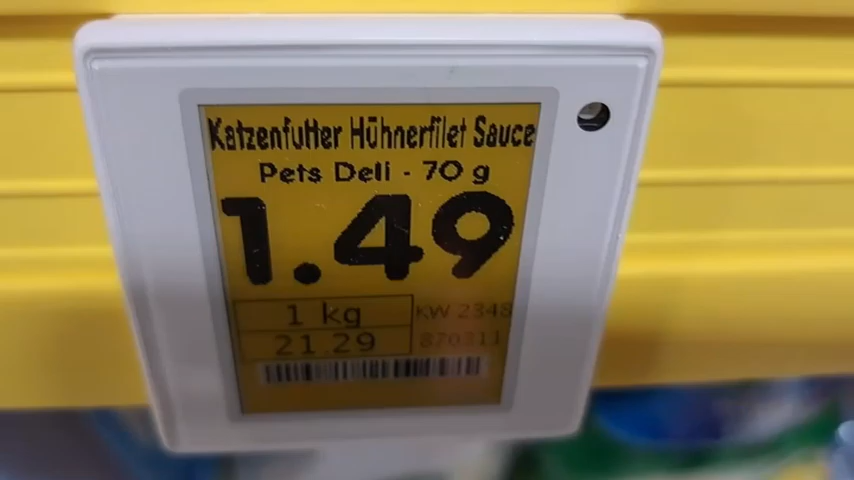 Katzenfutter Hühnerfilet Sauce
Pets Deli - 70 g
1.49
1 kg
KW 2348
21.29
870311